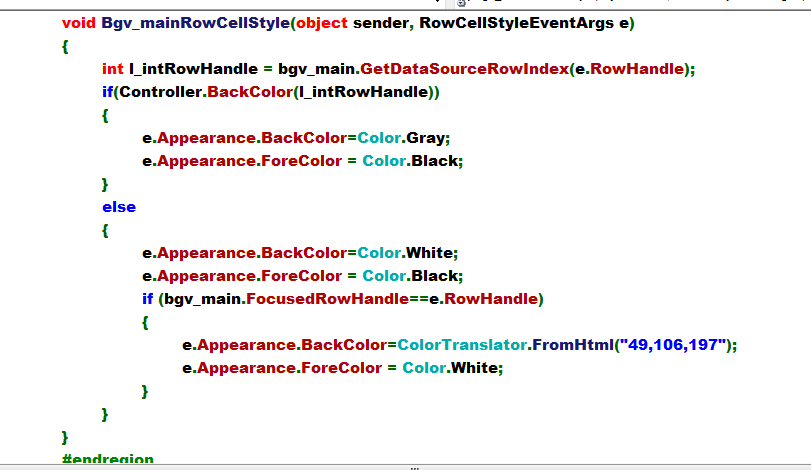 void Bgv_mainRowCellStyle(object sender, RowCellStyleEventArgs e)
{
int l_intRowHandle = bgv_main.GetDataSourceRowIndex(e.RowHandle);
if(Controller.BackColor(l_intRowHandle))
{
e.Appearance.BackColor=Color.Gray;
e.Appearance.ForeColor = Color.Black;
}
else
{
e.Appearance.BackColor=Color.White;
e.Appearance.ForeColor = Color.Black;
if (bgv_main.FocusedRowHandle==e.RowHandle)
{
e.Appearance.BackColor=ColorTranslator.FromHtml("49,106,197");
e.Appearance.ForeColor = Color.White;
}
}
}
#endregion